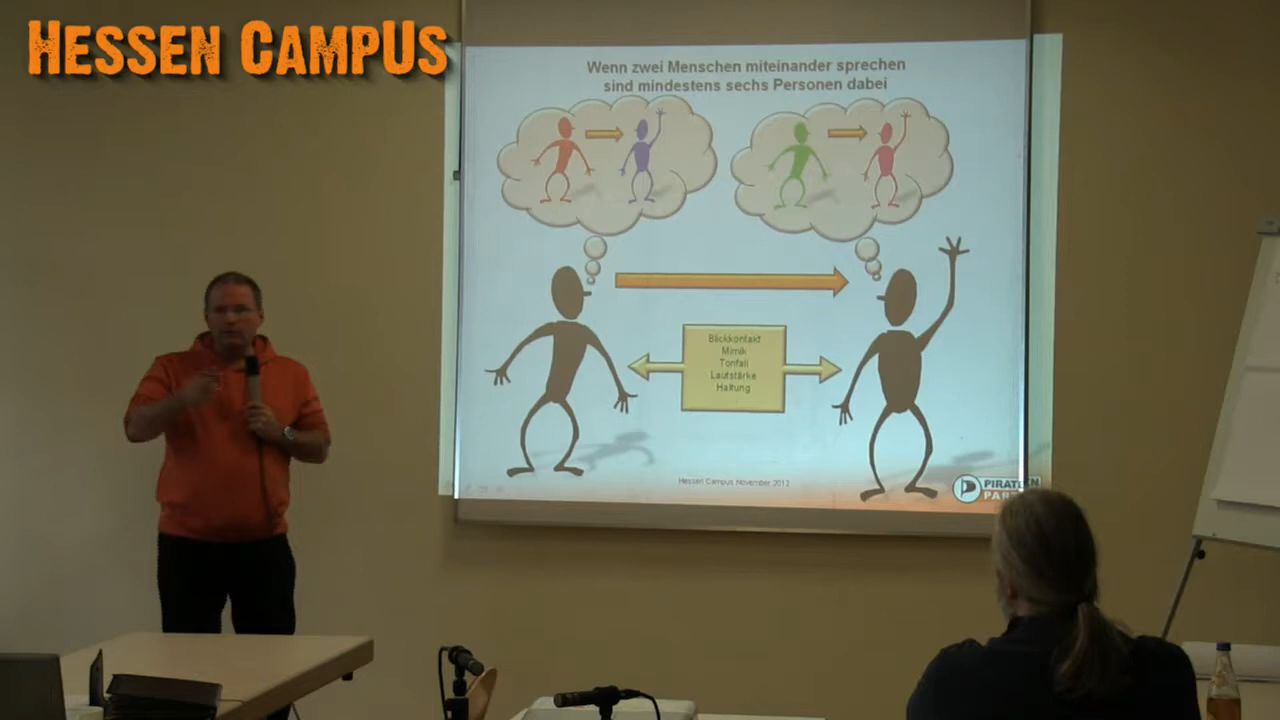 HESSEN CAMPUS
Wenn zwei Menschen miteinander sprechen
sind mindestens sechs Personen dabei
Blickkontakt
Mimik
Tonfall
Lautstärke
Haltung
Hessen Campus November 2012
PIRATEN